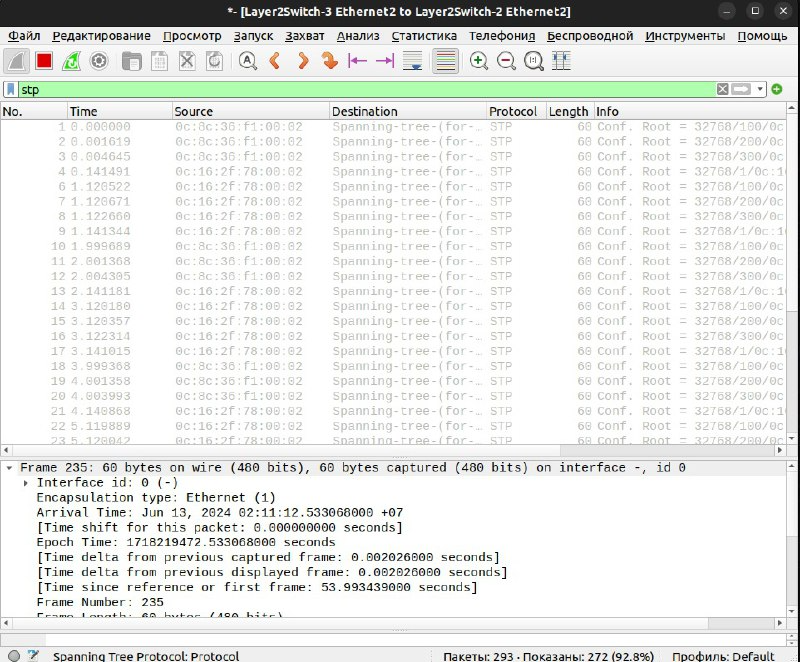 *- [Layer2Switch-3 Ethernet2 to Layer2Switch-2 Ethernet2]
Файл Редактирование Просмотр Запуск Захват Анализ Статистика Телефония Беспроводной Инструменты Помощь
stp
No. Time Source Destination Protocol Length Info
1 0.000000 0c:8c:36:f1:00:02 Spanning-tree-(for-… STP 60 Conf. Root = 32768/100/0c
2 0.001619 0c:8c:36:f1:00:02 Spanning-tree-(for-… STP 60 Conf. Root = 32768/200/0c
3 0.004645 0c:8c:36:f1:00:02 Spanning-tree-(for-… STP 60 Conf. Root = 32768/300/0c
4 0.141491 0c:16:2f:78:00:02 Spanning-tree-(for-… STP 60 Conf. Root = 32768/1/0c:16
6 1.120522 0c:16:2f:78:00:02 Spanning-tree-(for-… STP 60 Conf. Root = 32768/100/0c
7 1.120671 0c:16:2f:78:00:02 Spanning-tree-(for-… STP 60 Conf. Root = 32768/200/0c
8 1.122660 0c:16:2f:78:00:02 Spanning-tree-(for-… STP 60 Conf. Root = 32768/300/0c
9 1.141344 0c:16:2f:78:00:02 Spanning-tree-(for-… STP 60 Conf. Root = 32768/1/0c:16
10 1.999689 0c:8c:36:f1:00:02 Spanning-tree-(for-… STP 60 Conf. Root = 32768/100/0c
11 2.001368 0c:8c:36:f1:00:02 Spanning-tree-(for-… STP 60 Conf. Root = 32768/200/0c
12 2.004305 0c:8c:36:f1:00:02 Spanning-tree-(for-… STP 60 Conf. Root = 32768/300/0c
13 2.141181 0c:16:2f:78:00:02 Spanning-tree-(for-… STP 60 Conf. Root = 32768/1/0c:16
14 3.120180 0c:16:2f:78:00:02 Spanning-tree-(for-… STP 60 Conf. Root = 32768/100/0c
15 3.120357 0c:16:2f:78:00:02 Spanning-tree-(for-… STP 60 Conf. Root = 32768/200/0c
16 3.122314 0c:16:2f:78:00:02 Spanning-tree-(for-… STP 60 Conf. Root = 32768/300/0c
17 3.141015 0c:16:2f:78:00:02 Spanning-tree-(for-… STP 60 Conf. Root = 32768/1/0c:16
18 3.999368 0c:8c:36:f1:00:02 Spanning-tree-(for-… STP 60 Conf. Root = 32768/100/0c
19 4.001358 0c:8c:36:f1:00:02 Spanning-tree-(for-… STP 60 Conf. Root = 32768/200/0c
20 4.003993 0c:8c:36:f1:00:02 Spanning-tree-(for-… STP 60 Conf. Root = 32768/300/0c
21 4.140868 0c:16:2f:78:00:02 Spanning-tree-(for-… STP 60 Conf. Root = 32768/1/0c:16
22 5.119889 0c:16:2f:78:00:02 Spanning-tree-(for-… STP 60 Conf. Root = 32768/100/0c
23 5.120042 0c:16:2f:78:00:02 Spanning-tree-(for-… STP 60 Conf. Root = 32768/200/0c
Frame 235: 60 bytes on wire (480 bits), 60 bytes captured (480 bits) on interface -, id 0
Interface id: 0 (-)
Encapsulation type: Ethernet (1)
Arrival Time: Jun 13, 2024 02:11:12.533068000 +07
[Time shift for this packet: 0.000000000 seconds]
Epoch Time: 1718219472.533068000 seconds
[Time delta from previous captured frame: 0.002026000 seconds]
[Time delta from previous displayed frame: 0.002026000 seconds]
[Time since reference or first frame: 53.993439000 seconds]
Frame Number: 235
Frame Length: 60 bytes (480 bits)
Spanning Tree Protocol: Protocol Пакеты: 293 · Показаны: 272 (92.8%) Профиль: Default